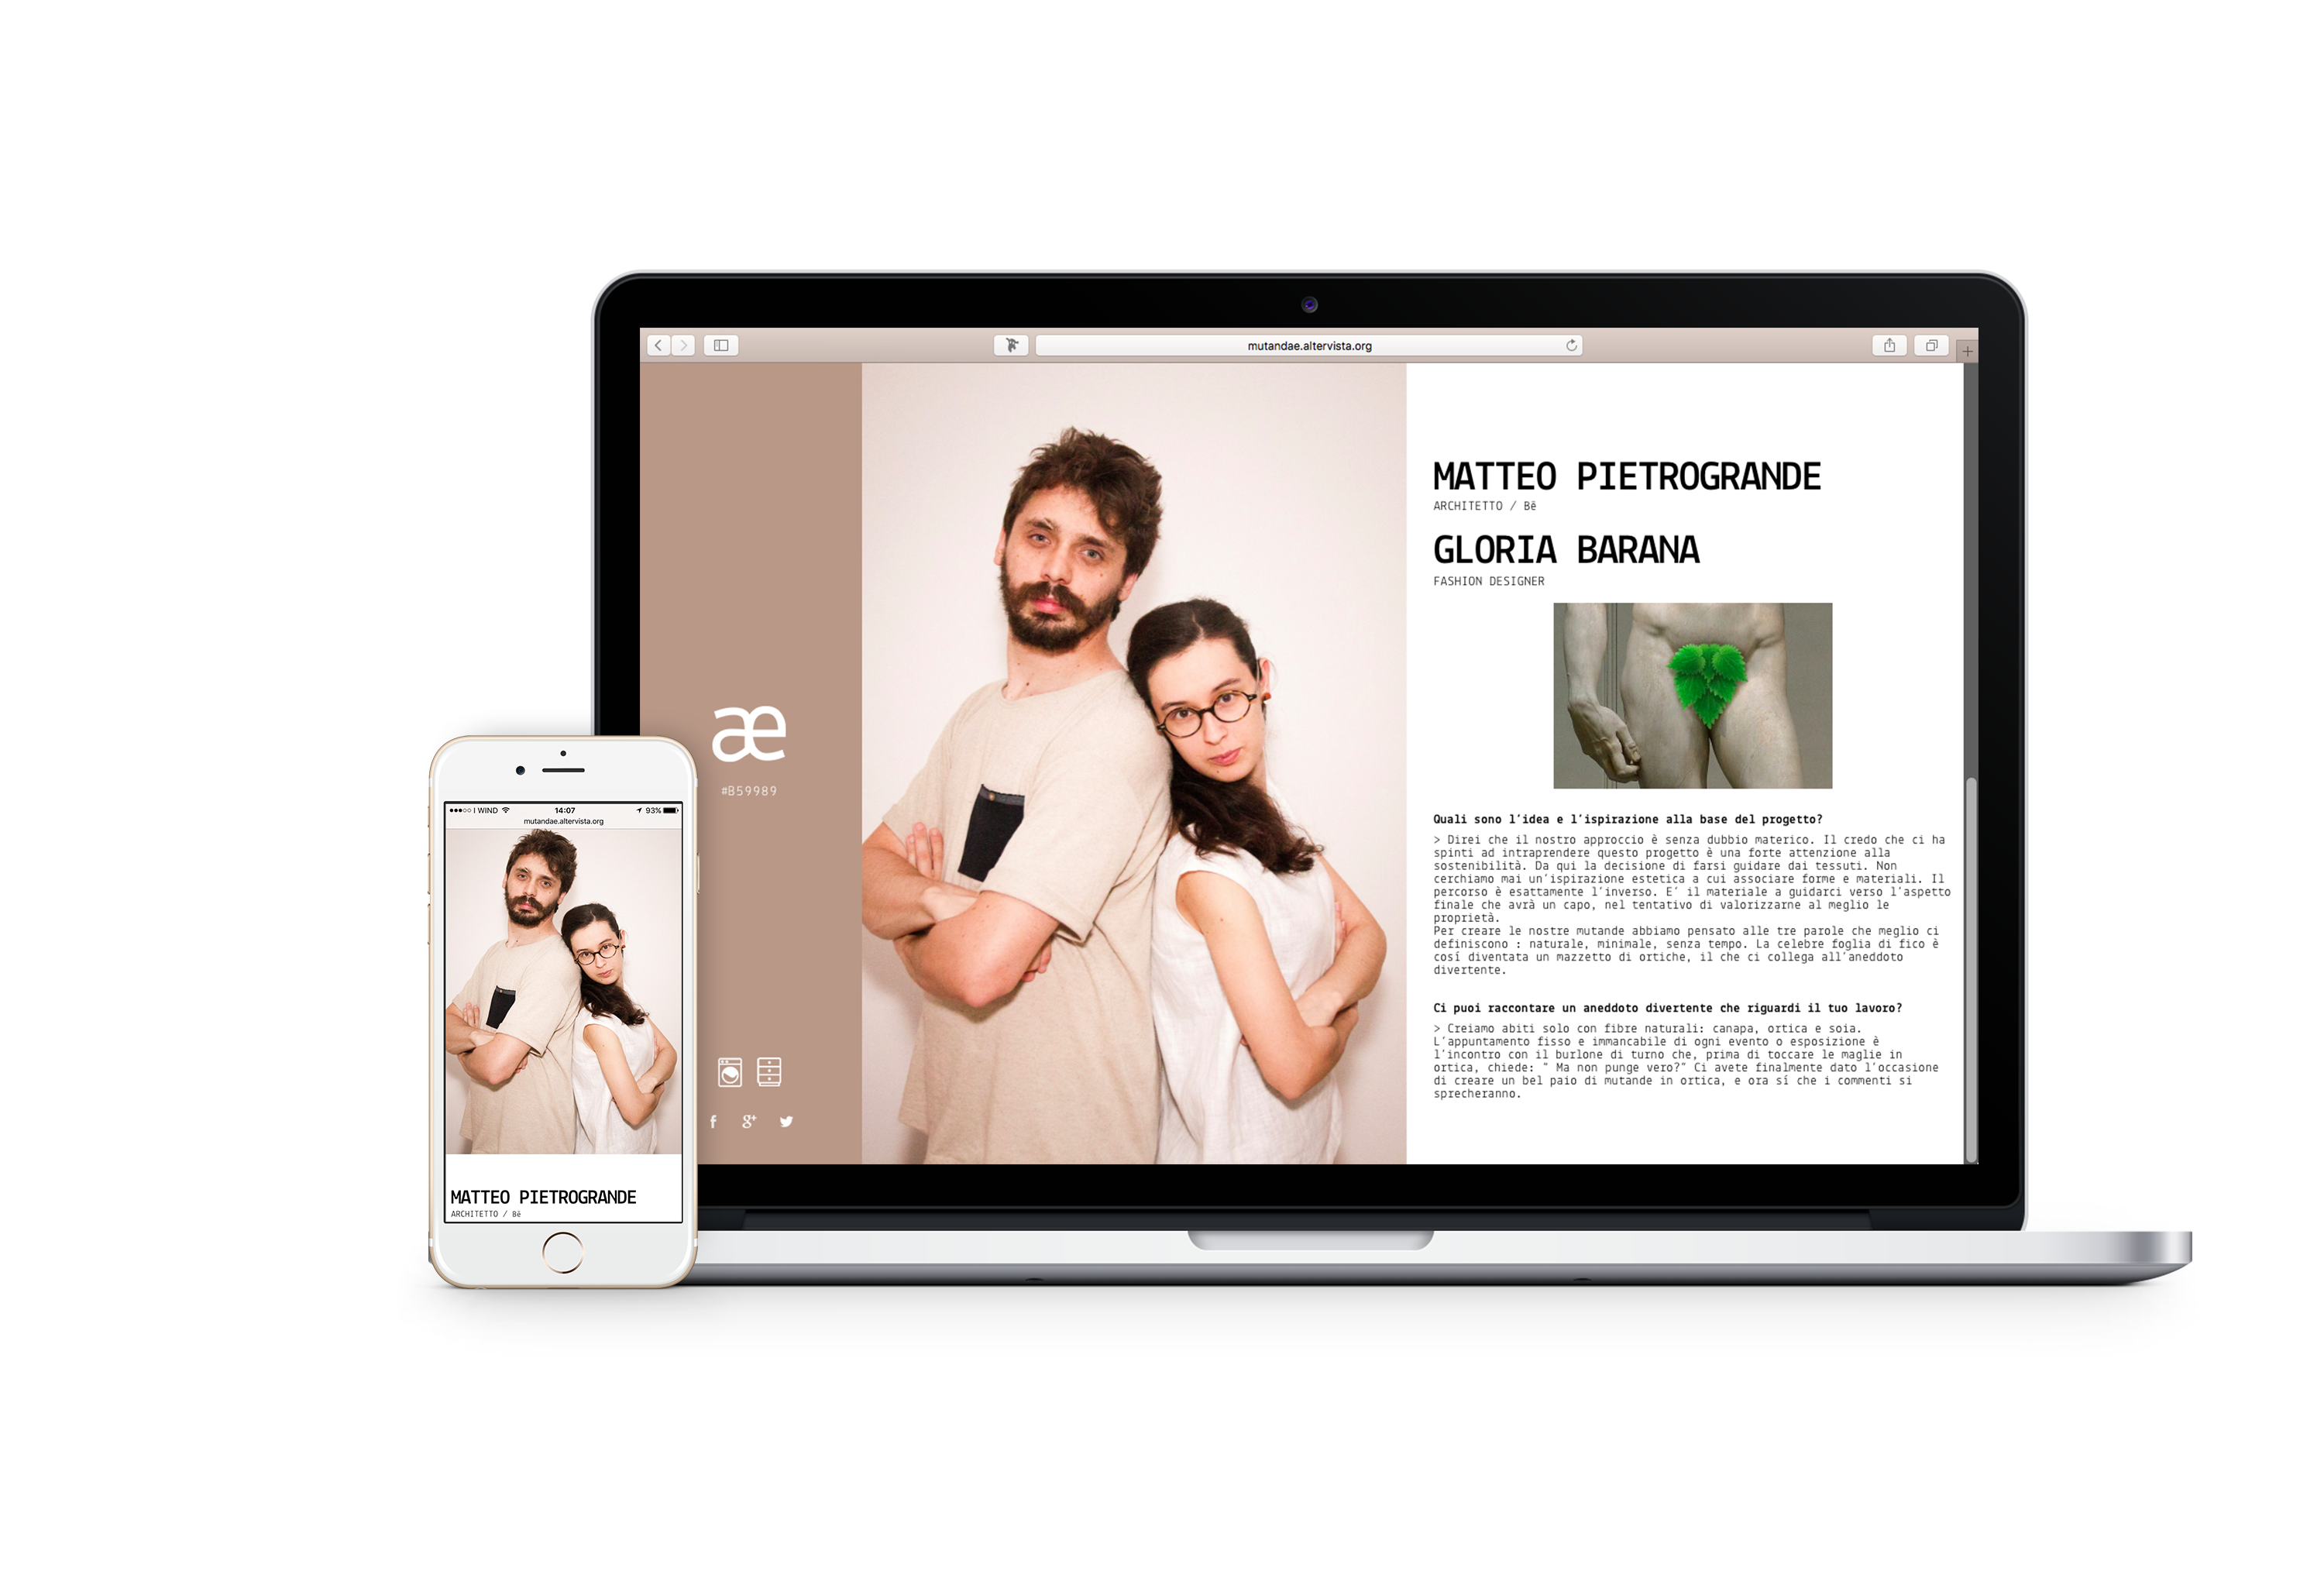 mutandae.altervista.org
æ
#B59989
f g+
MATTEO PIETROGRANDE
ARCHITETTO / Bē
GLORIA BARANA
FASHION DESIGNER
Quali sono l'idea e l'ispirazione alla base del progetto?
> Direi che il nostro approccio è senza dubbio materico. Il credo che ci ha
spinti ad intraprendere questo progetto è una forte attenzione alla
sostenibilità. Da qui la decisione di farsi guidare dai tessuti. Non
cerchiamo mai un'ispirazione estetica a cui associare forme e materiali. Il
percorso è esattamente l'inverso. E' il materiale a guidarci verso l'aspetto
finale che avrà un capo, nel tentativo di valorizzarne al meglio le
proprietà.
Per creare le nostre mutande abbiamo pensato alle tre parole che meglio ci
definiscono : naturale, minimale, senza tempo. La celebre foglia di fico è
cosí diventata un mazzetto di ortiche, il che ci collega all'aneddoto
divertente.
Ci puoi raccontare un aneddoto divertente che riguardi il tuo lavoro?
> Creiamo abiti solo con fibre naturali: canapa, ortica e soia.
L'appuntamento fisso e immancabile di ogni evento o esposizione è
l'incontro con il burlone di turno che, prima di toccare le maglie in
ortica, chiede: " Ma non punge vero?" Ci avete finalmente dato l'occasione
di creare un bel paio di mutande in ortica, e ora sí che i commenti si
sprecheranno.
WIND 14:07 93%
mutandae.altervista.org
MATTEO PIETROGRANDE
ARCHITETTO / Bē